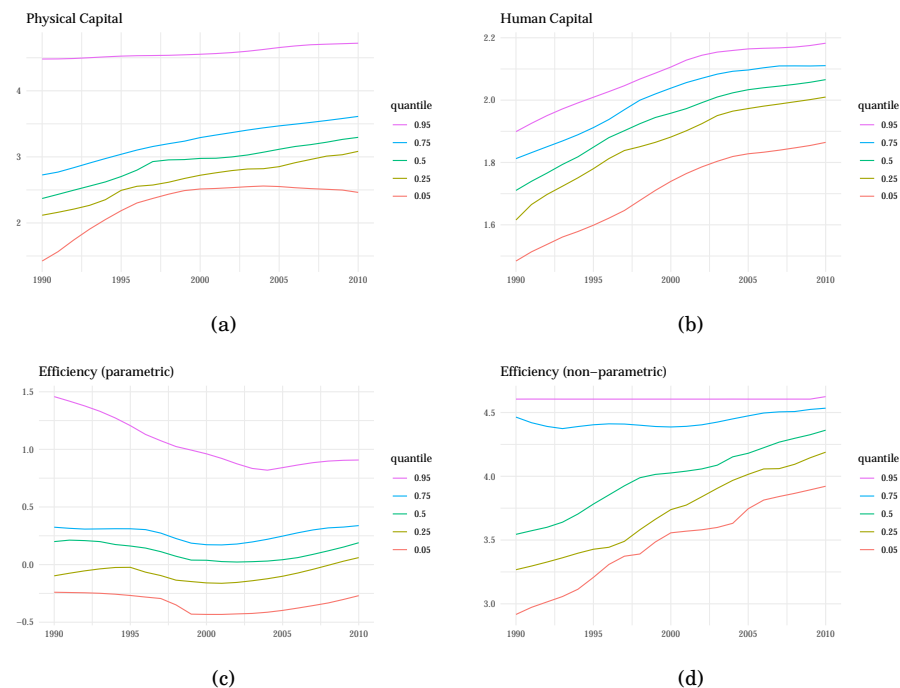 Physical Capital
4
3
2
1990 1995 2000 2005 2010
quantile
0.95
0.75
0.5
0.25
0.05
(a)
Human Capital
2.2
2.0
1.8
1.6
1990 1995 2000 2005 2010
quantile
0.95
0.75
0.5
0.25
0.05
(b)
Efficiency (parametric)
1.5
1.0
0.5
0.0
−0.5
1990 1995 2000 2005 2010
quantile
0.95
0.75
0.5
0.25
0.05
(c)
Efficiency (non−parametric)
4.5
4.0
3.5
3.0
1990 1995 2000 2005 2010
quantile
0.95
0.75
0.5
0.25
0.05
(d)